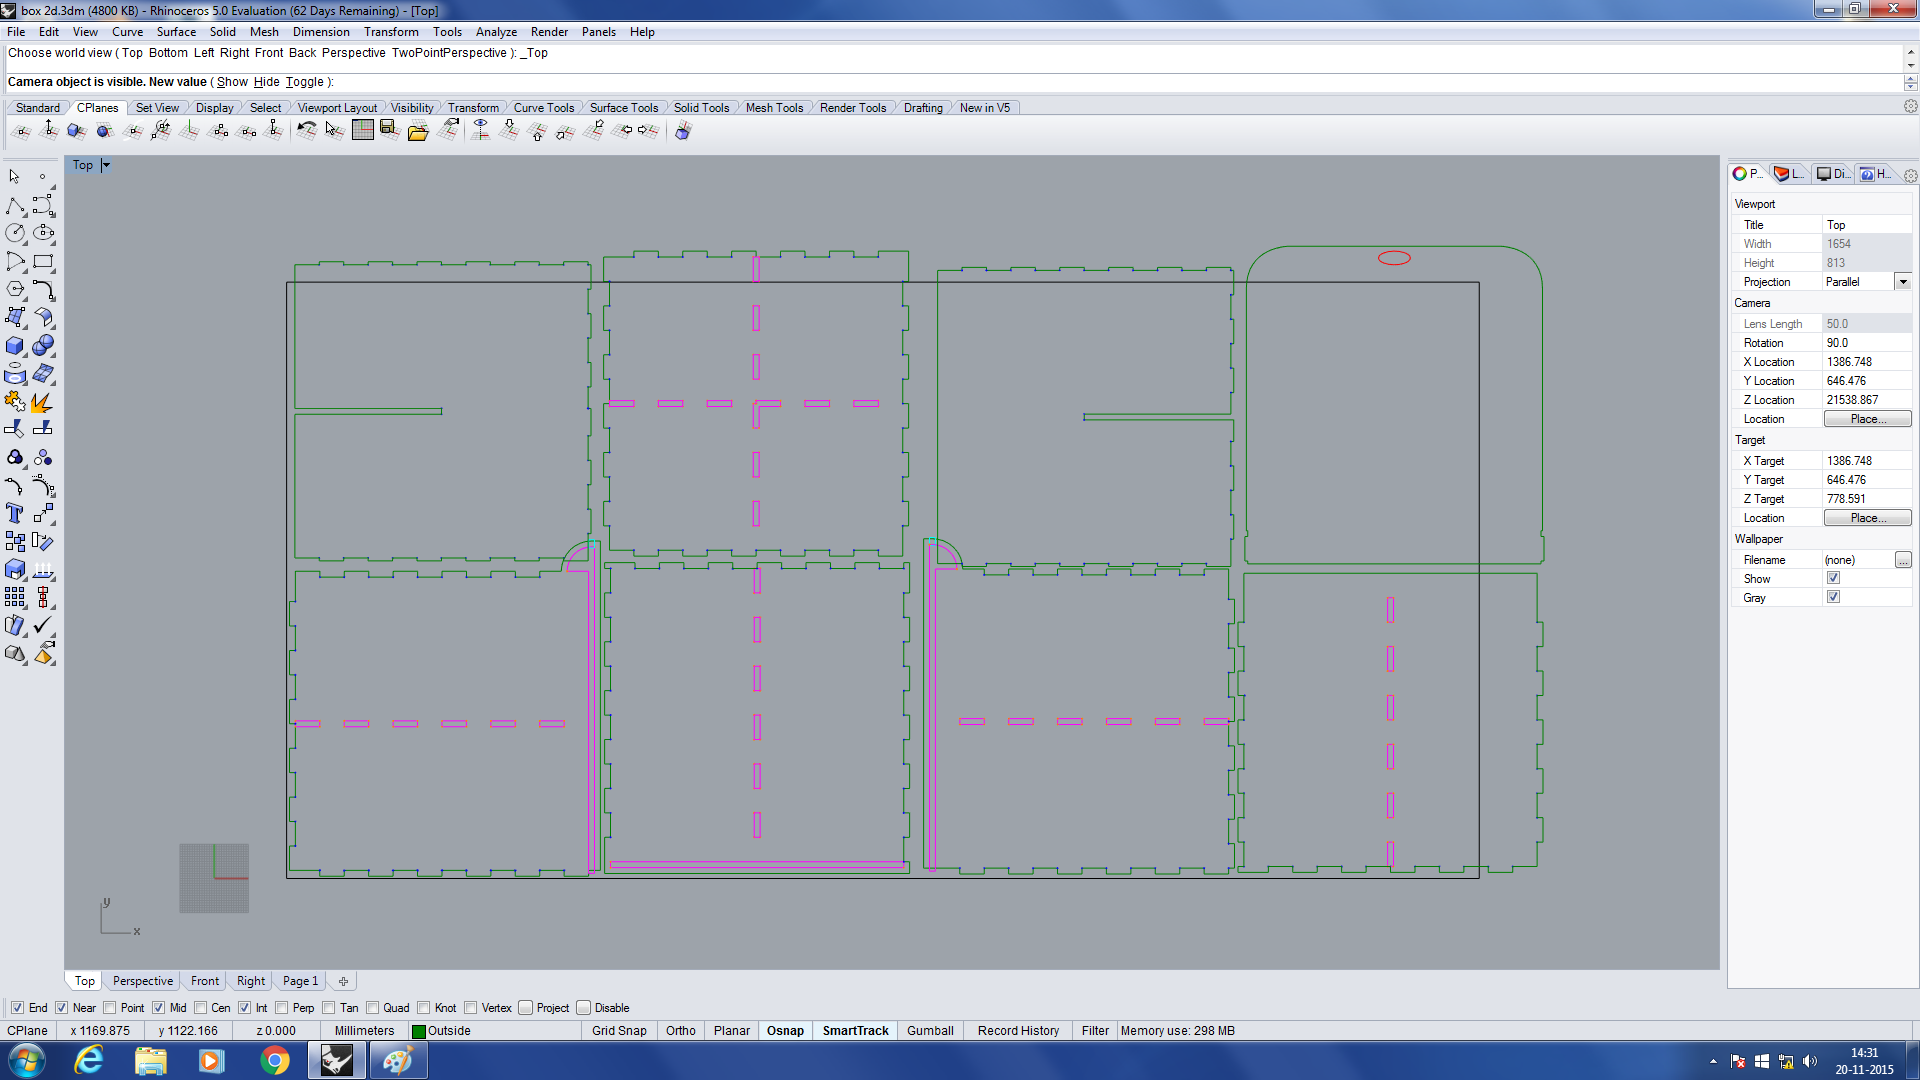 box 2d.3dm (4800 KB) - Rhinoceros 5.0 Evaluation (62 Days Remaining) - [Top]
File Edit View Curve Surface Solid Mesh Dimension Transform Tools Analyze Render Panels Help
Choose world view ( Top Bottom Left Right Front Back Perspective TwoPointPerspective ): _Top
Camera object is visible. New value ( Show Hide Toggle ):
Standard CPlanes Set View Display Select Viewport Layout Visibility Transform Curve Tools Surface Tools Solid Tools Mesh Tools Render Tools Drafting New in V5
Top
P... L... Di... H...
Viewport
Title Top
Width 1654
Height 813
Projection Parallel
Camera
Lens Length 50.0
Rotation 90.0
X Location 1386.748
Y Location 646.476
Z Location 21538.867
Location Place...
Target
X Target 1386.748
Y Target 646.476
Z Target 778.591
Location Place...
Wallpaper
Filename (none) ...
Show
Gray
y
x
Top Perspective Front Right Page 1
End Near Point Mid Cen Int Perp Tan Quad Knot Vertex Project Disable
CPlane x 1169.875 y 1122.166 z 0.000 Millimeters Outside Grid Snap Ortho Planar Osnap SmartTrack Gumball Record History Filter Memory use: 298 MB
14:31
20-11-2015